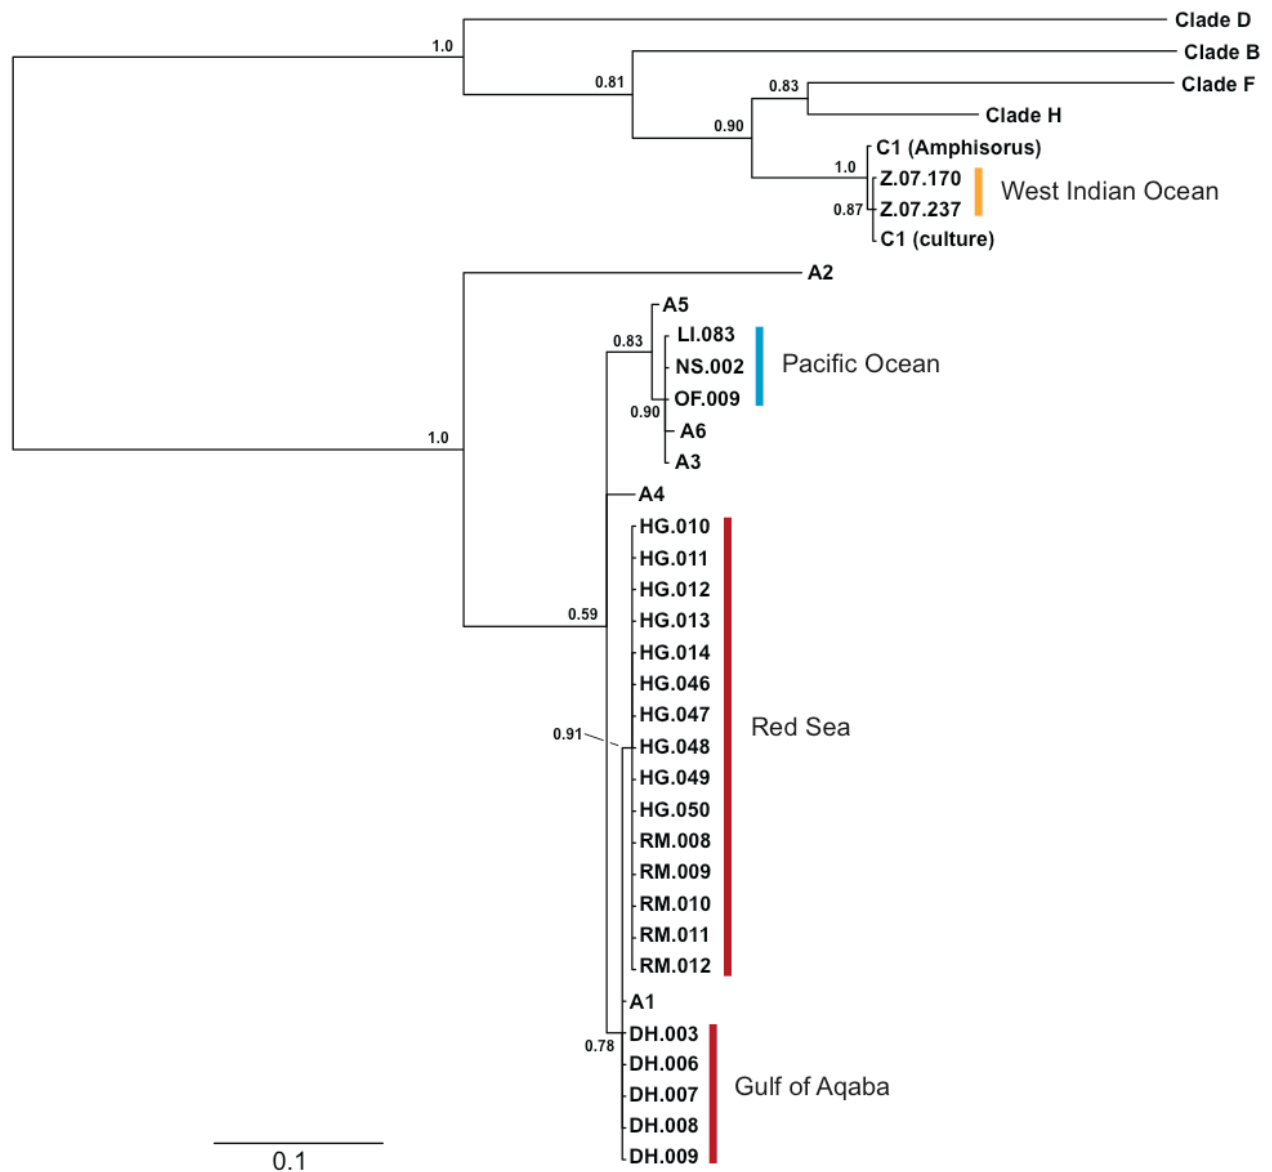 Clade D
1.0
Clade B
0.81
Clade F
0.83
Clade H
0.90
C1 (Amphisorus)
1.0
Z.07.170
West Indian Ocean
Z.07.237
0.87
C1 (culture)
A2
A5
LI.083
0.83
Pacific Ocean
NS.002
OF.009
0.90
A6
1.0
A3
A4
HG.010
HG.011
HG.012
0.59
HG.013
HG.014
HG.046
HG.047
Red Sea
0.91
HG.048
HG.049
HG.050
RM.008
RM.009
RM.010
RM.011
RM.012
A1
DH.003
0.78
DH.006
Gulf of Aqaba
DH.007
DH.008
DH.009
0.1